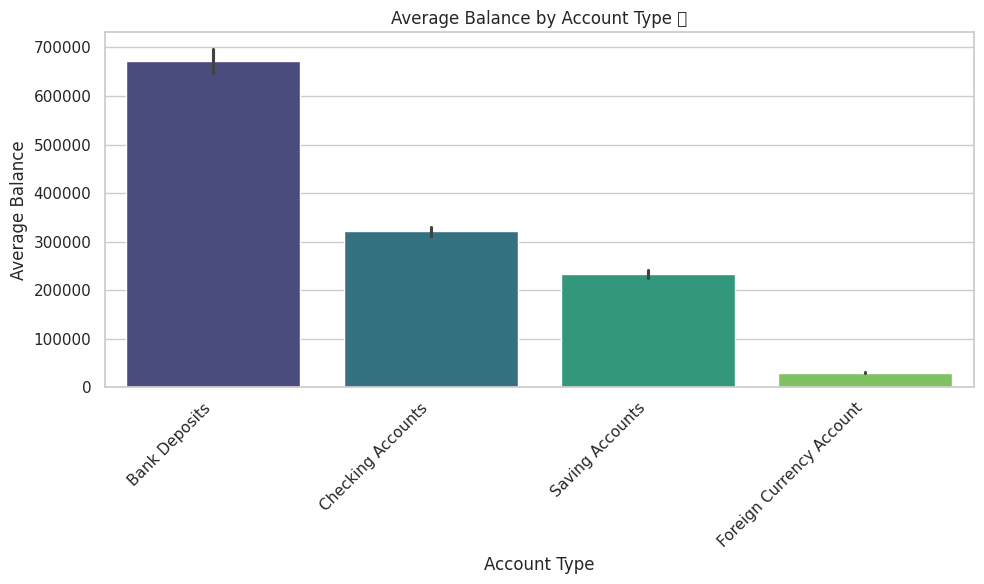 Average Balance by Account Type
Average Balance
700000
600000
500000
400000
300000
200000
100000
0
Bank Deposits
Checking Accounts
Saving Accounts
Foreign Currency Account
Account Type